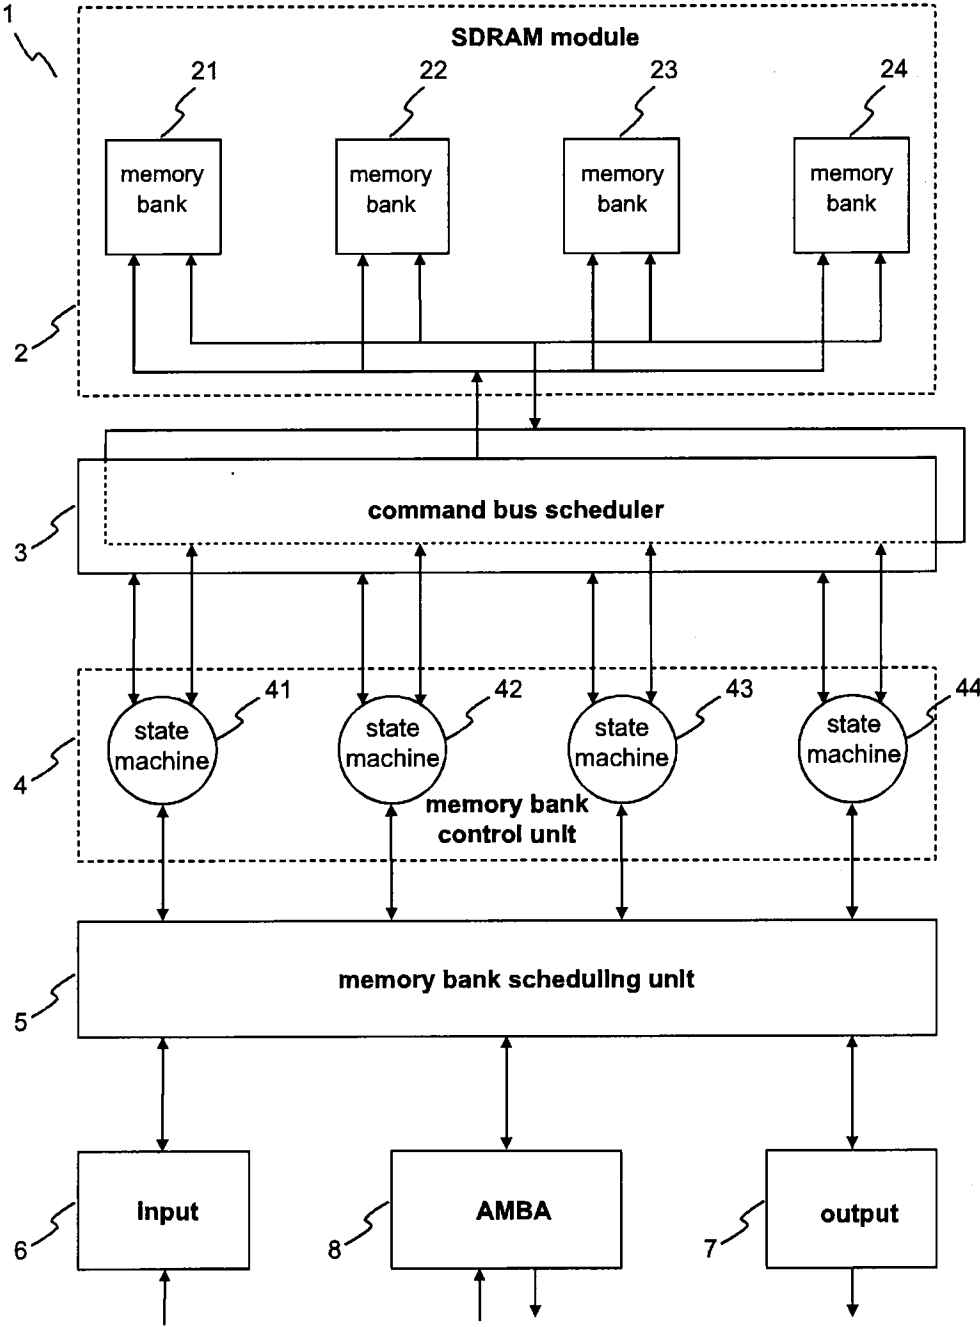 1
SDRAM module
21
22
23
24
memory
bank
memory
bank
memory
bank
memory
bank
2
command bus scheduler
3
41
42
43
44
state
machine
state
machine
state
machine
state
machine
4
memory bank
control unit
memory bank scheduling unit
5
input
AMBA
output
6
8
7